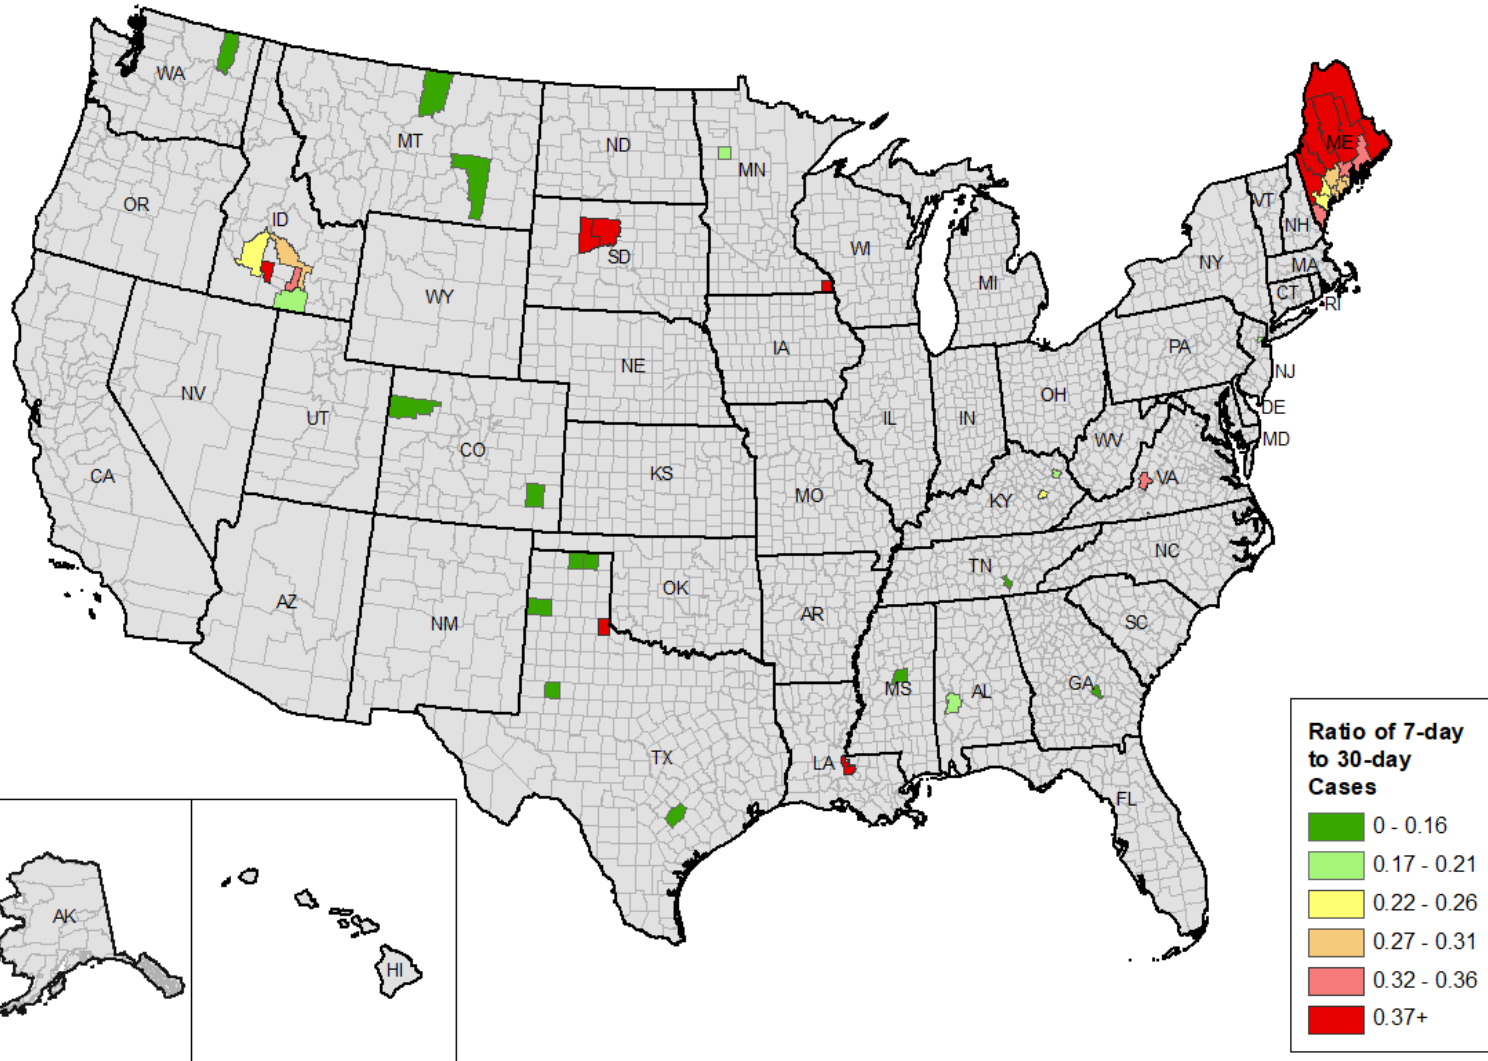 WA
MT
ND
MN
ME
OR
ID
SD
WI
VT
NH
NY
MA
MI
WY
CT
RI
IA
PA
NE
NV
NJ
OH
UT
DE
IL
IN
MD
CO
WV
CA
KS
VA
MO
KY
NC
TN
OK
AZ
AR
NM
SC
GA
MS
AL
TX
LA
FL
AK
HI
Ratio of 7-day
to 30-day
Cases
0 - 0.16
0.17 - 0.21
0.22 - 0.26
0.27 - 0.31
0.32 - 0.36
0.37+